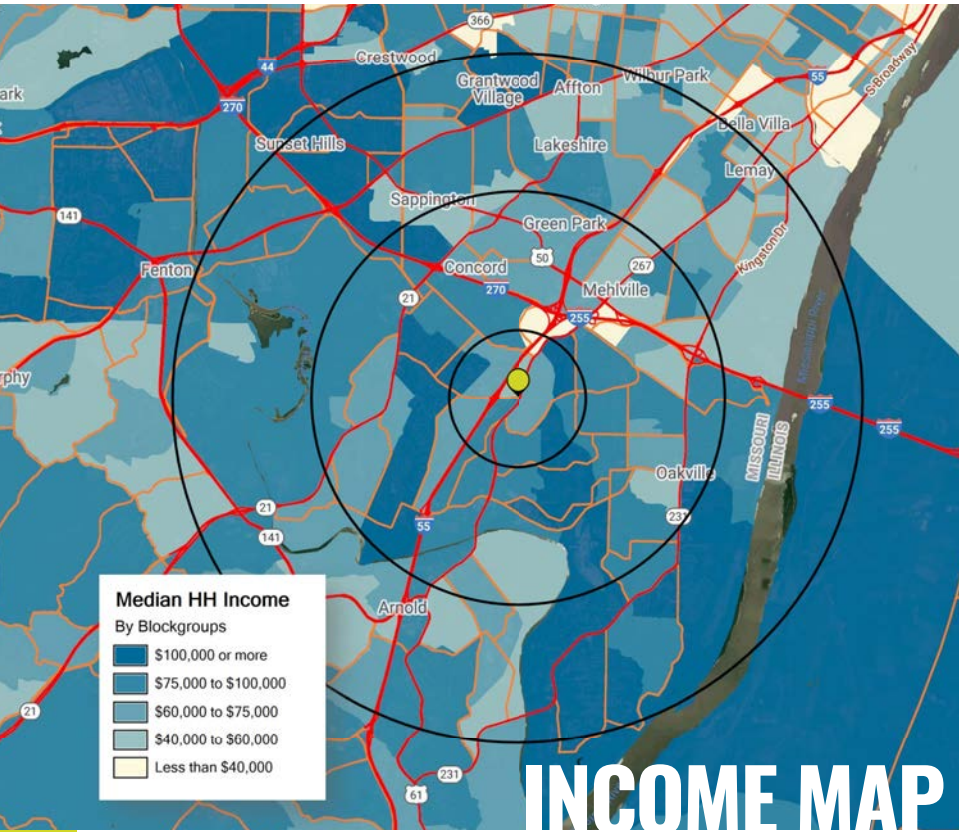 366
Crestwood
44
55
S Broadway
Grantwood
Village
Affton
Wilbur Park
ark
270
Bella Villa
Sunset Hills
Lakeshire
Lemay
Sappington
141
Green Park
Kingston Dr
50
Fenton
Concord
267
270
Mehlville
21
255
Mississippi River
rphy
255
255
MISSOURI
ILLINOIS
Oakville
21
231
55
141
Arnold
Median HH Income
By Blockgroups
$100,000 or more
$75,000 to $100,000
$60,000 to $75,000
$40,000 to $60,000
Less than $40,000
21
231
61
INCOME MAP